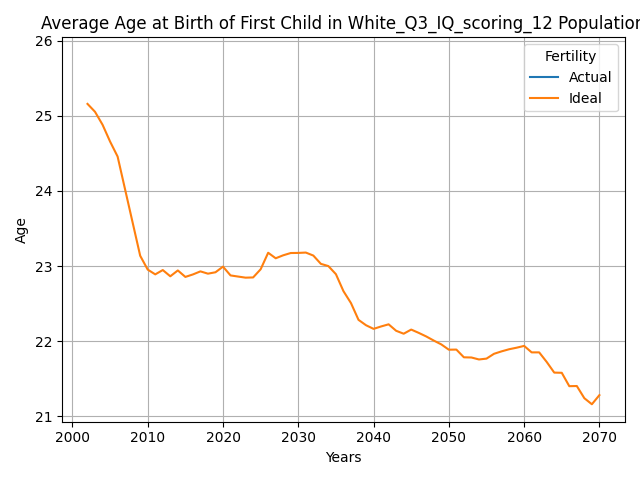 Average Age at Birth of First Child in White_Q3_IQ_scoring_12 Population
26
25
24
23
22
21
Age
Fertility
Actual
Ideal
2000 2010 2020 2030 2040 2050 2060 2070
Years